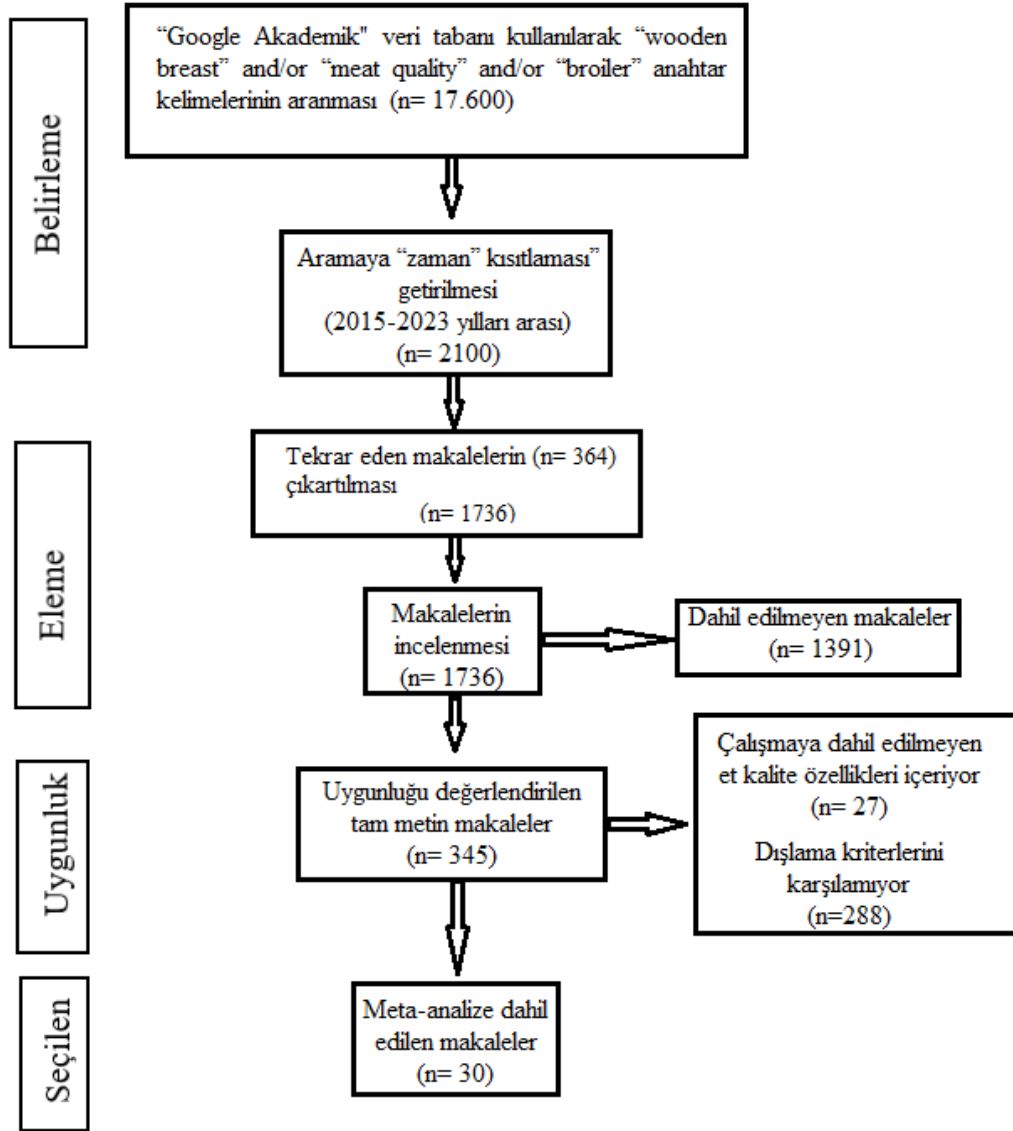 Belirleme
“Google Akademik" veri tabanı kullanılarak “wooden
breast” and/or “meat quality” and/or “broiler” anahtar
kelimelerinin aranması (n= 17.600)
Aramaya “zaman” kısıtlaması”
getirilmesi
(2015-2023 yılları arası)
(n= 2100)
Eleme
Tekrar eden makalelerin (n= 364)
çıkartılması
(n= 1736)
Makalelerin
incelenmesi
(n= 1736)
Dahil edilmeyen makaleler
(n= 1391)
Uygunluk
Uygunluğu değerlendirilen
tam metin makaleler
(n= 345)
Çalışmaya dahil edilmeyen
et kalite özellikleri içeriyor
(n= 27)
Dışlama kriterlerini
karşılamıyor
(n=288)
Seçilen
Meta-analize dahil
edilen makaleler
(n= 30)